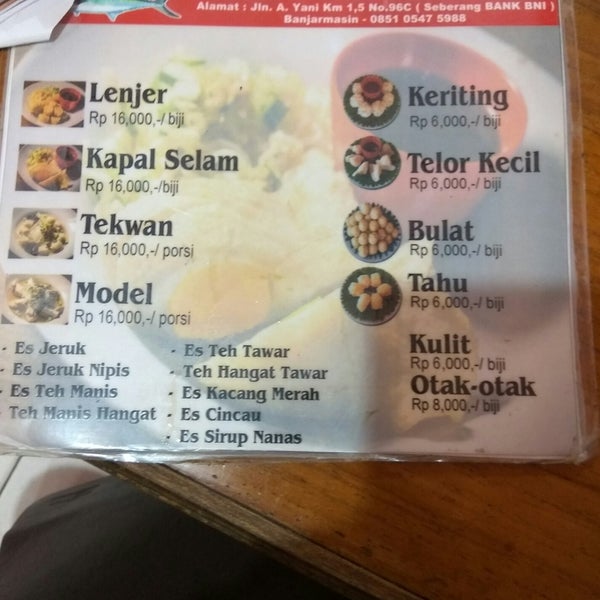 Alamat : Jln. A. Yani Km 1,5 No.96C ( Seberang BANK BNI )
Banjarmasin - 0851 0547 5988
Lenjer
Rp 16,000,-/ biji
Kapal Selam
Rp 16,000,-/biji
Tekwan
Rp 16,000,-/ porsi
Model
Rp 16,000,-/ porsi
Keriting
Rp 6,000,-/ biji
Telor Kecil
Rp 6,000,-/ biji
Bulat
Rp 6,000,-/ biji
Tahu
Rp 6,000,-/ biji
Kulit
Rp 6,000,-/ biji
Otak-otak
Rp 8,000,-/ biji
- Es Jeruk
- Es Jeruk Nipis
- Es Teh Manis
- Teh Manis Hangat
- Es Teh Tawar
- Teh Hangat Tawar
- Es Kacang Merah
- Es Cincau
- Es Sirup Nanas